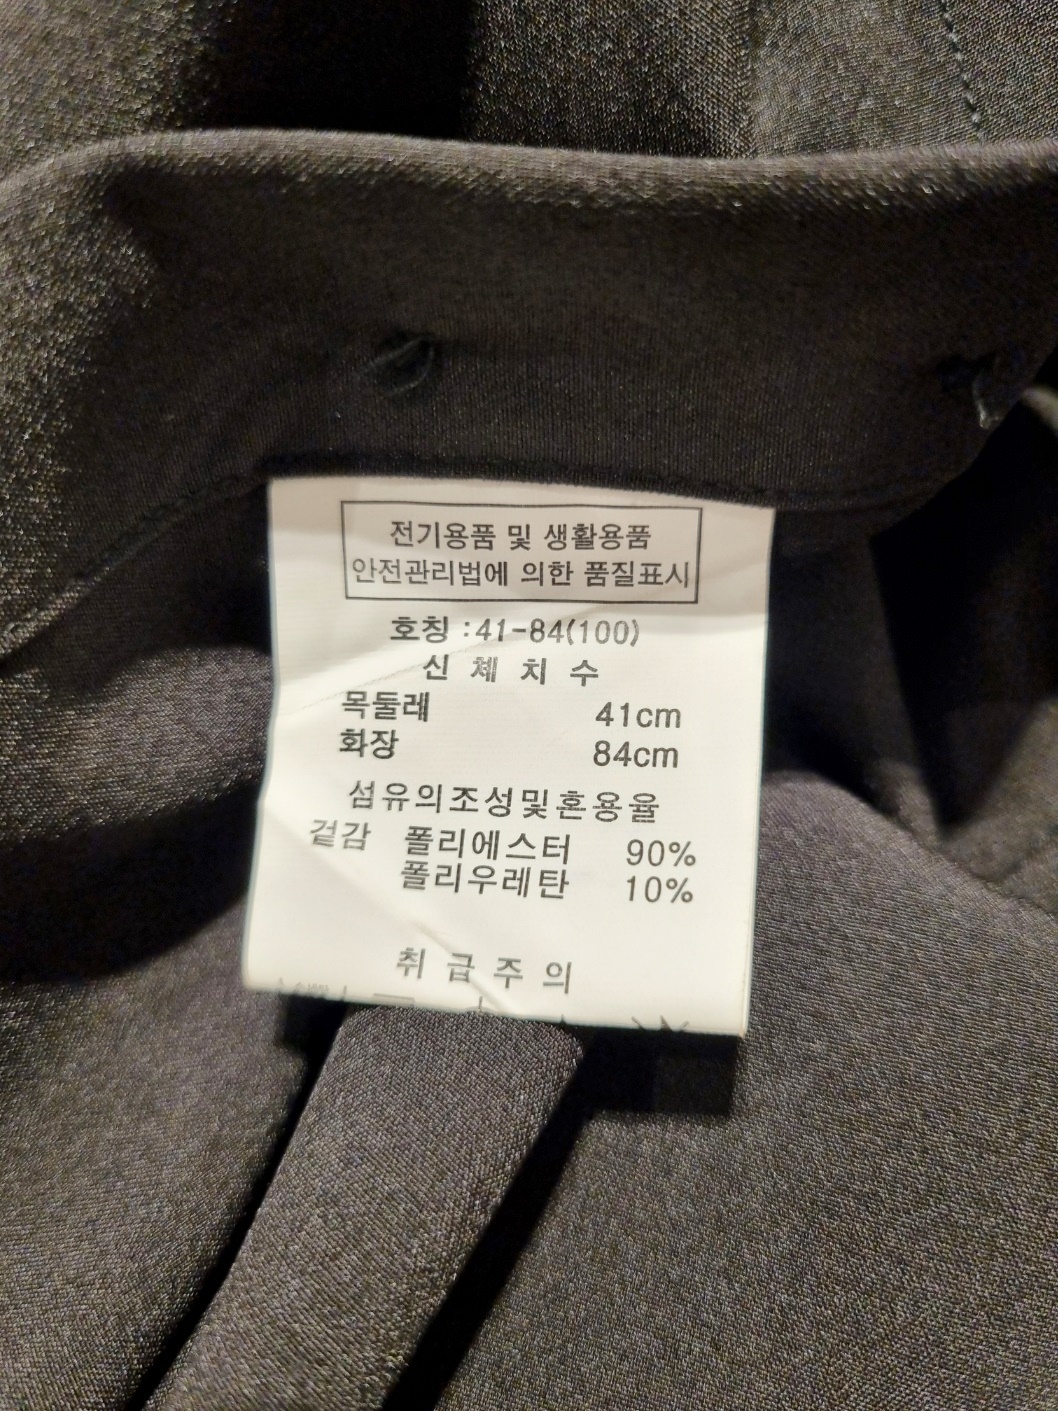 전기용품 및 생활용품
안전관리법에 의한 품질표시
호칭 :41-84(100)
신 체 치 수
목둘레 41cm
화장 84cm
섬유의조성및혼용율
겉감 폴리에스터 90%
폴리우레탄 10%
취 급 주 의